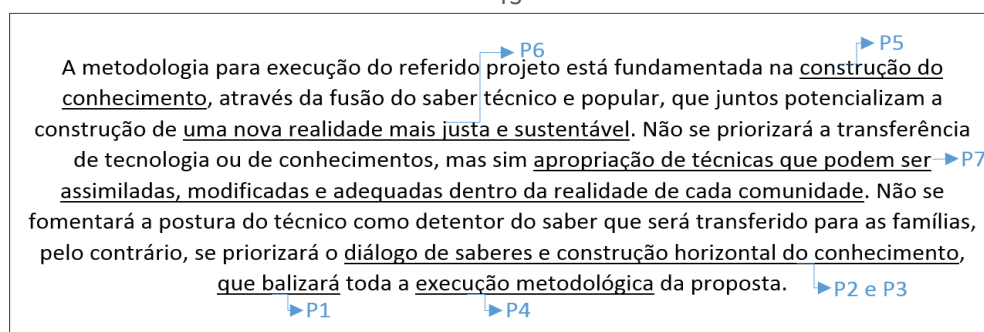 P5
P6
A metodologia para execução do referido projeto está fundamentada na construção do
conhecimento, através da fusão do saber técnico e popular, que juntos potencializam a
construção de uma nova realidade mais justa e sustentável. Não se priorizará a transferência
de tecnologia ou de conhecimentos, mas sim apropriação de técnicas que podem ser
P7
assimiladas, modificadas e adequadas dentro da realidade de cada comunidade. Não se
fomentará a postura do técnico como detentor do saber que será transferido para as famílias,
pelo contrário, se priorizará o diálogo de saberes e construção horizontal do conhecimento,
que balizará toda a execução metodológica da proposta.
P2 e P3
P1
P4